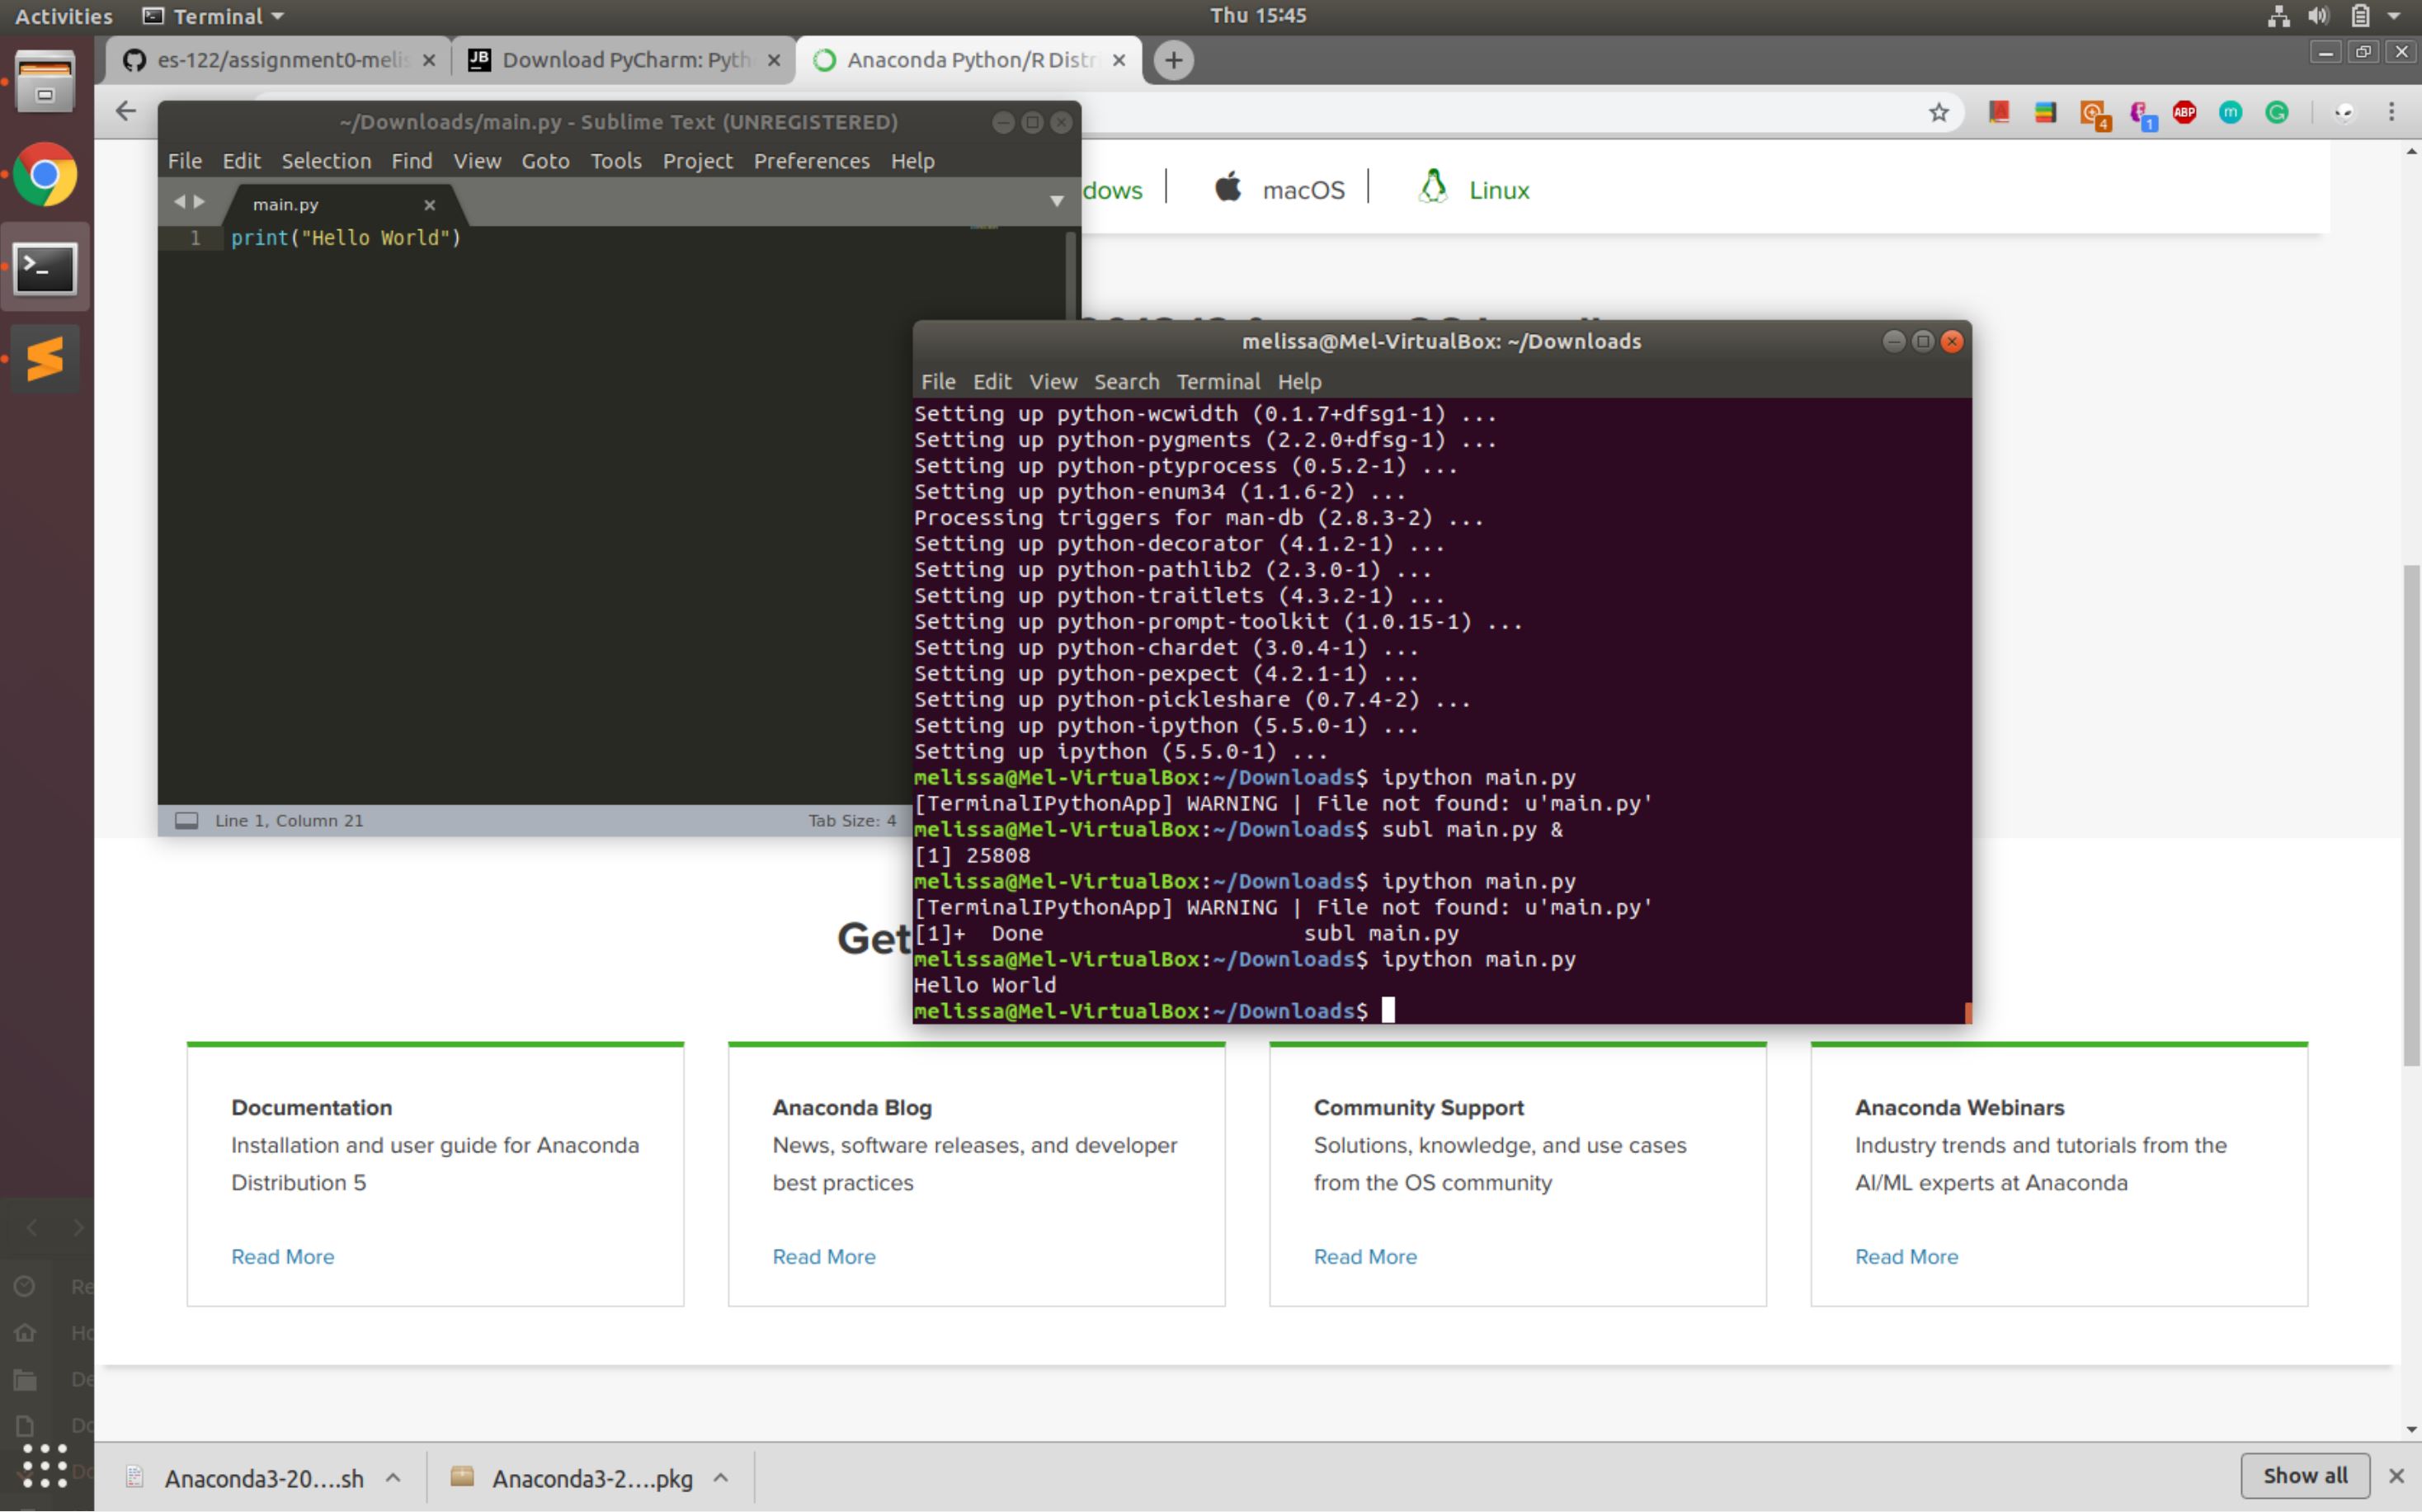 Activities Terminal Thu 15:45
es-122/assignment0-melis Download PyCharm: Pyth Anaconda Python/R Distr
4 1 ABP m
~/Downloads/main.py - Sublime Text (UNREGISTERED)
File Edit Selection Find View Goto Tools Project Preferences Help
dows macOS Linux
main.py
1 print("Hello World")
Line 1, Column 21 Tab Size: 4
melissa@Mel-VirtualBox: ~/Downloads
File Edit View Search Terminal Help
Setting up python-wcwidth (0.1.7+dfsg1-1) ...
Setting up python-pygments (2.2.0+dfsg-1) ...
Setting up python-ptyprocess (0.5.2-1) ...
Setting up python-enum34 (1.1.6-2) ...
Processing triggers for man-db (2.8.3-2) ...
Setting up python-decorator (4.1.2-1) ...
Setting up python-pathlib2 (2.3.0-1) ...
Setting up python-traitlets (4.3.2-1) ...
Setting up python-prompt-toolkit (1.0.15-1) ...
Setting up python-chardet (3.0.4-1) ...
Setting up python-pexpect (4.2.1-1) ...
Setting up python-pickleshare (0.7.4-2) ...
Setting up python-ipython (5.5.0-1) ...
Setting up ipython (5.5.0-1) ...
melissa@Mel-VirtualBox:~/Downloads$ ipython main.py
[TerminalIPythonApp] WARNING | File not found: u'main.py'
melissa@Mel-VirtualBox:~/Downloads$ subl main.py &
[1] 25808
melissa@Mel-VirtualBox:~/Downloads$ ipython main.py
[TerminalIPythonApp] WARNING | File not found: u'main.py'
[1]+  Done                    subl main.py
melissa@Mel-VirtualBox:~/Downloads$ ipython main.py
Hello World
melissa@Mel-VirtualBox:~/Downloads$
Get
Documentation
Installation and user guide for Anaconda
Distribution 5
Read More
Anaconda Blog
News, software releases, and developer
best practices
Read More
Community Support
Solutions, knowledge, and use cases
from the OS community
Read More
Anaconda Webinars
Industry trends and tutorials from the
AI/ML experts at Anaconda
Read More
Re
Ho
De
Do
Do
Anaconda3-20....sh Anaconda3-2....pkg Show all